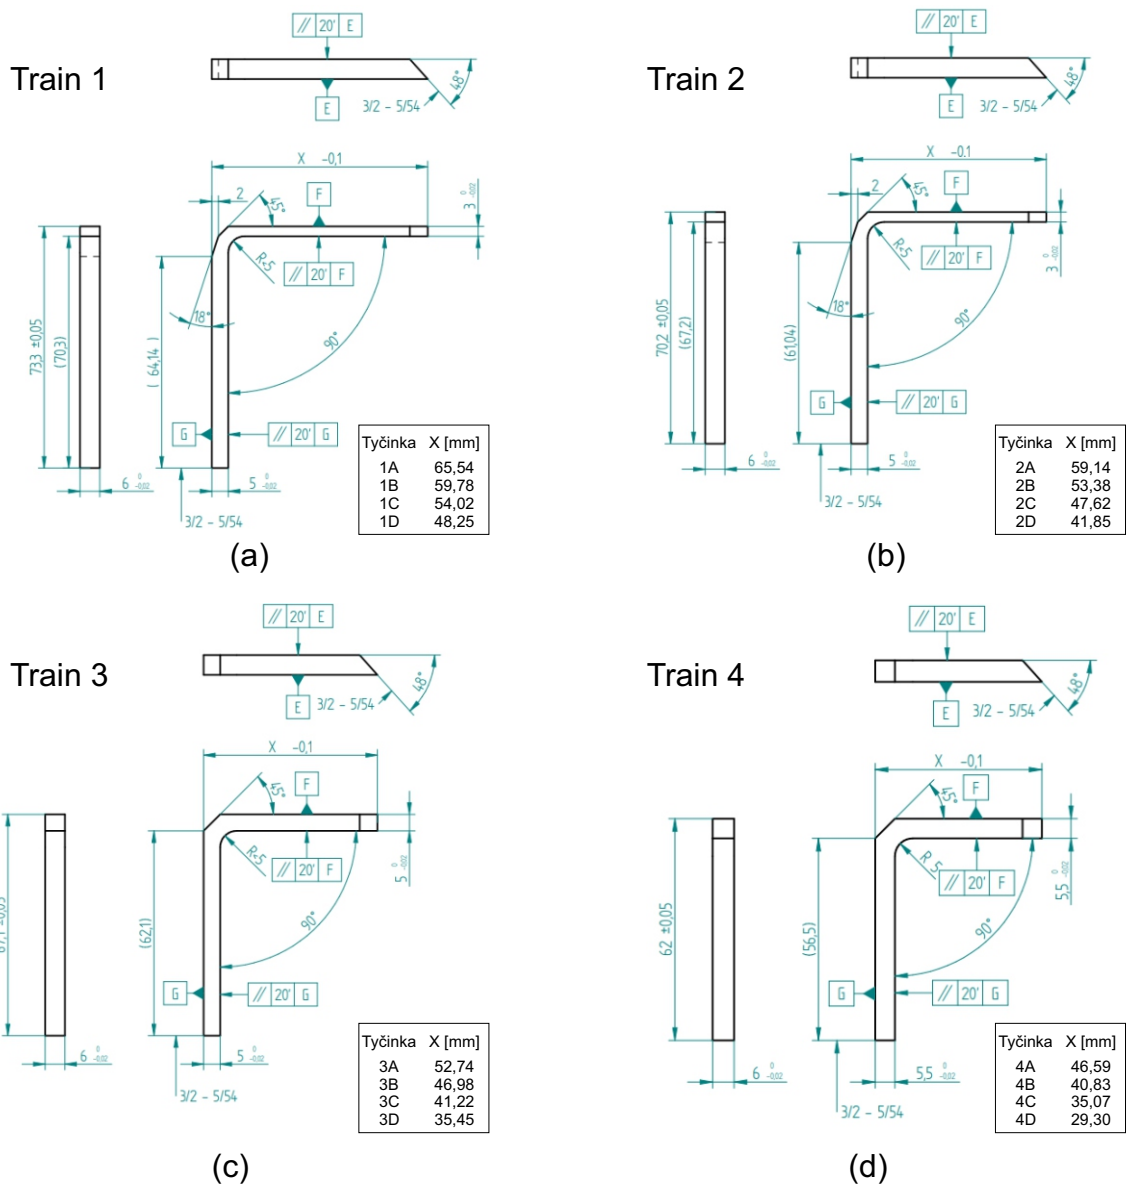 Train 1
// 20' E
E
3/2 - 5/54
48°
X -0,1
2
45°
F
3 0 -0,02
R<5
// 20' F
18°
90°
73,3 ±0,05
(70,3)
( 64,14 )
G
// 20' G
6 0 -0,02
5 0 -0,02
3/2 - 5/54
Tyčinka X [mm]
1A 65,54
1B 59,78
1C 54,02
1D 48,25
(a)
Train 2
// 20' E
E
3/2 - 5/54
48°
X -0.1
2
45°
F
3 0 -0,02
R<5
// 20' F
18°
90°
70,2 ±0,05
(67,2)
(61,04)
G
// 20' G
6 0 -0,02
5 0 -0,02
3/2 - 5/54
Tyčinka X [mm]
2A 59,14
2B 53,38
2C 47,62
2D 41,85
(b)
Train 3
// 20' E
E
3/2 - 5/54
48°
X -0,1
45°
F
5 0 -0,02
R<5
// 20' F
90°
(62,1)
G
// 20' G
6 0 -0,02
5 0 -0,02
3/2 - 5/54
Tyčinka X [mm]
3A 52,74
3B 46,98
3C 41,22
3D 35,45
(c)
Train 4
// 20' E
E
3/2 - 5/54
48°
X -0,1
45°
F
5,5 0 -0,02
R 5
// 20' F
90°
62 ±0,05
(56,5)
G
// 20' G
6 0 -0,02
5,5 0 -0,02
3/2 - 5/54
Tyčinka X [mm]
4A 46,59
4B 40,83
4C 35,07
4D 29,30
(d)